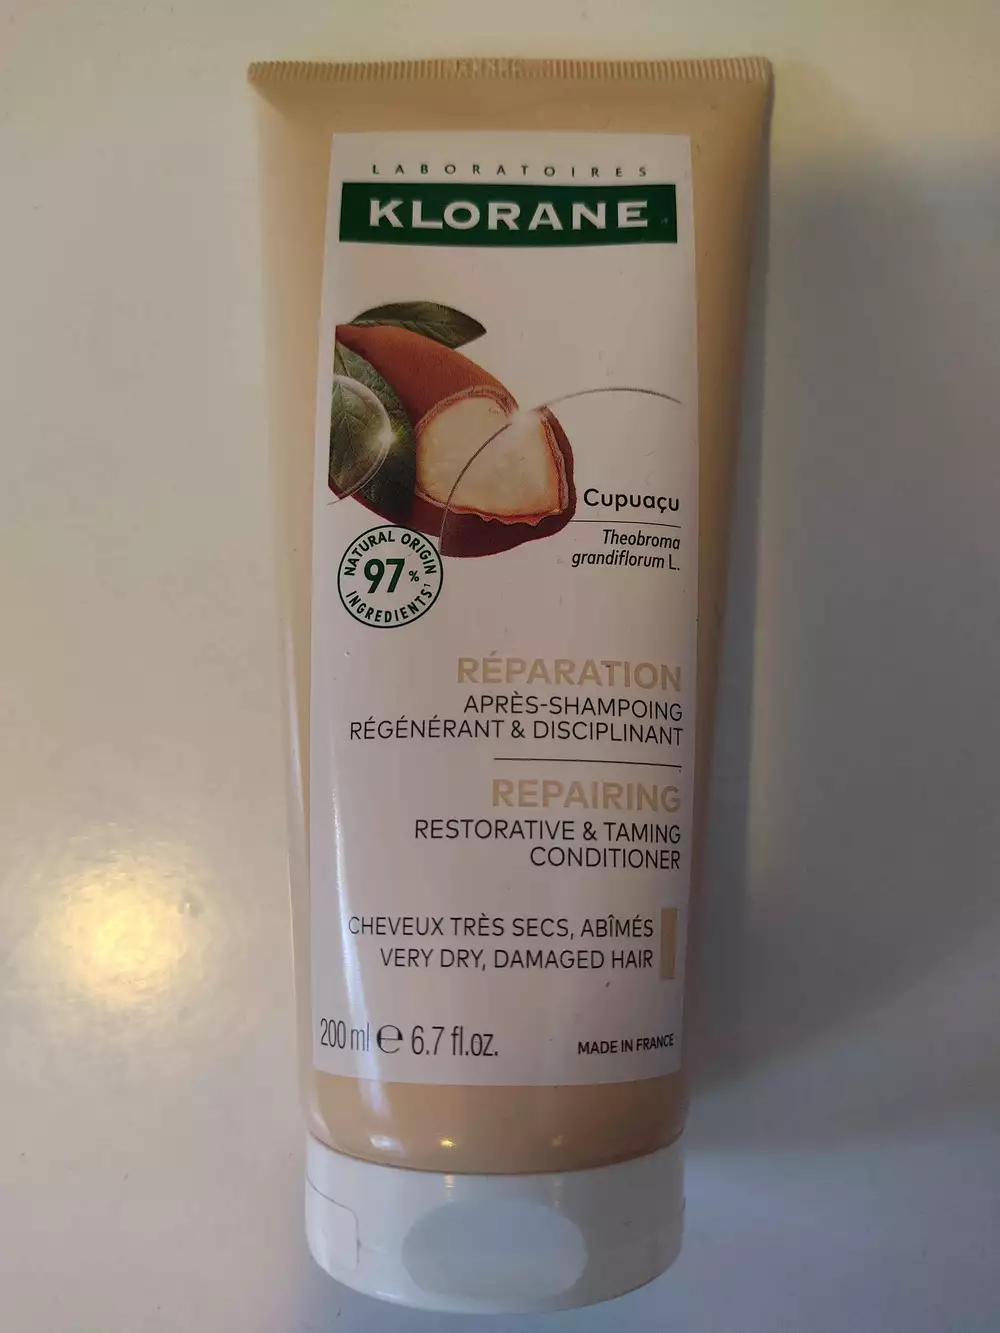 LABORATOIRES
KLORANE
Cupuaçu
Theobroma
grandiflorum L.
NATURAL ORIGIN
97%
INGREDIENTS¹
RÉPARATION
APRÈS-SHAMPOING
RÉGÉNÉRANT & DISCIPLINANT
REPAIRING
RESTORATIVE & TAMING
CONDITIONER
CHEVEUX TRÈS SECS, ABÎMÉS
VERY DRY, DAMAGED HAIR
200 ml ℮ 6.7 fl.oz.
MADE IN FRANCE